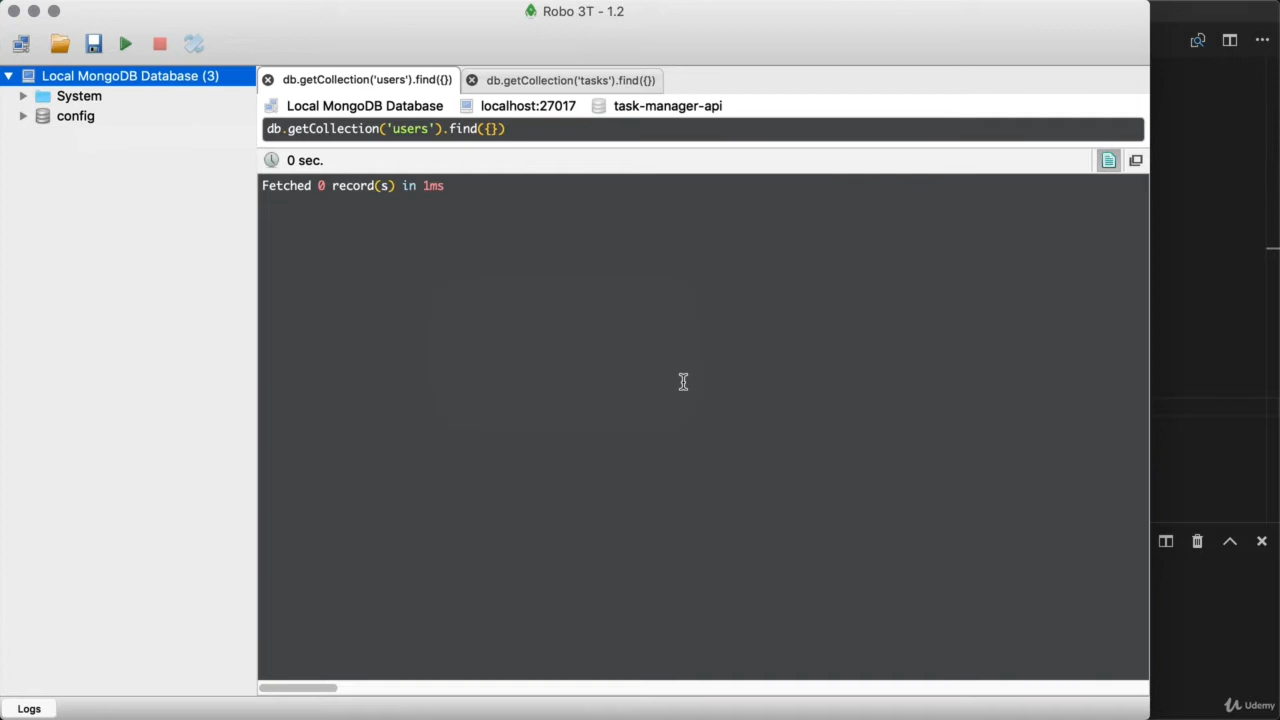 Robo 3T - 1.2
Local MongoDB Database (3)
System
config
db.getCollection('users').find({})
db.getCollection('tasks').find({})
Local MongoDB Database localhost:27017 task-manager-api
db.getCollection('users').find({})
0 sec.
Fetched 0 record(s) in 1ms
Logs
Udemy